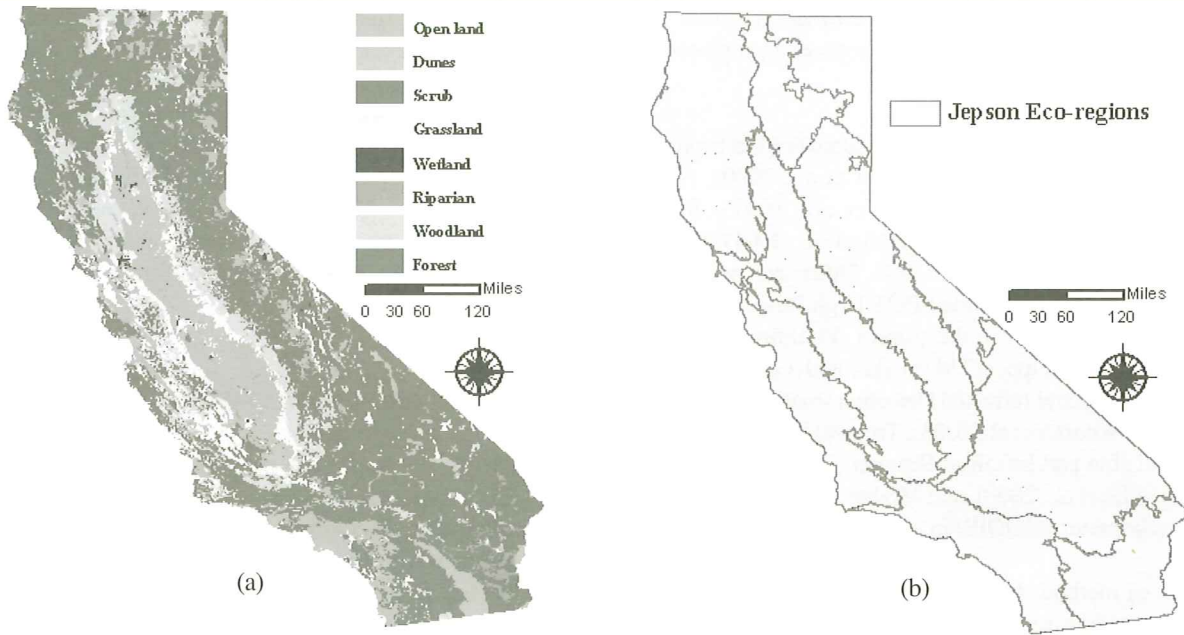 Open land
Dunes
Scrub
Grassland
Wetland
Riparian
Woodland
Forest
Miles
0 30 60 120
(a)
Jepson Eco-regions
Miles
0 30 60 120
(b)